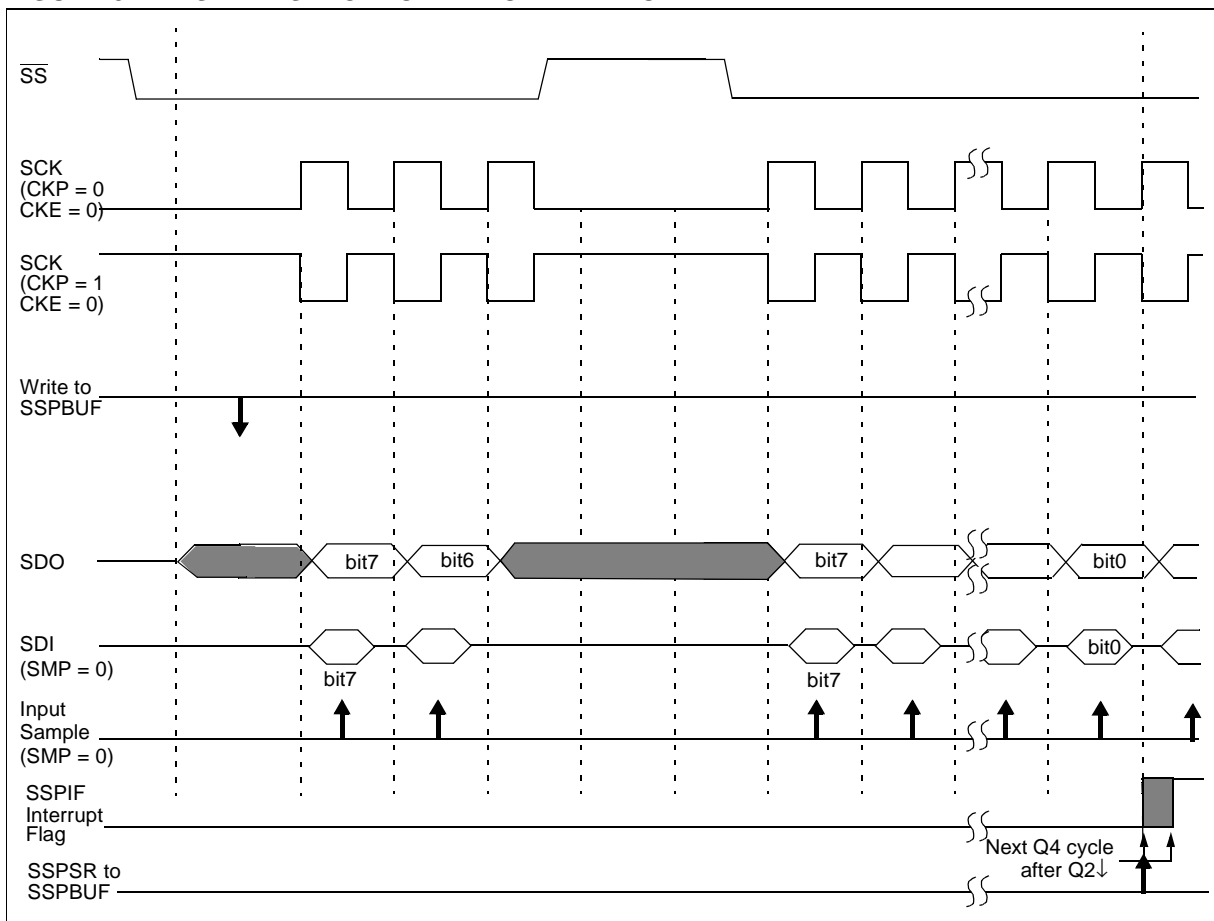 SS
SCK
(CKP = 0
CKE = 0)
SCK
(CKP = 1
CKE = 0)
Write to
SSPBUF
SDO
bit7
bit6
bit7
bit0
SDI
(SMP = 0)
bit7
bit7
bit0
Input
Sample
(SMP = 0)
SSPIF
Interrupt
Flag
Next Q4 cycle
after Q2↓
SSPSR to
SSPBUF